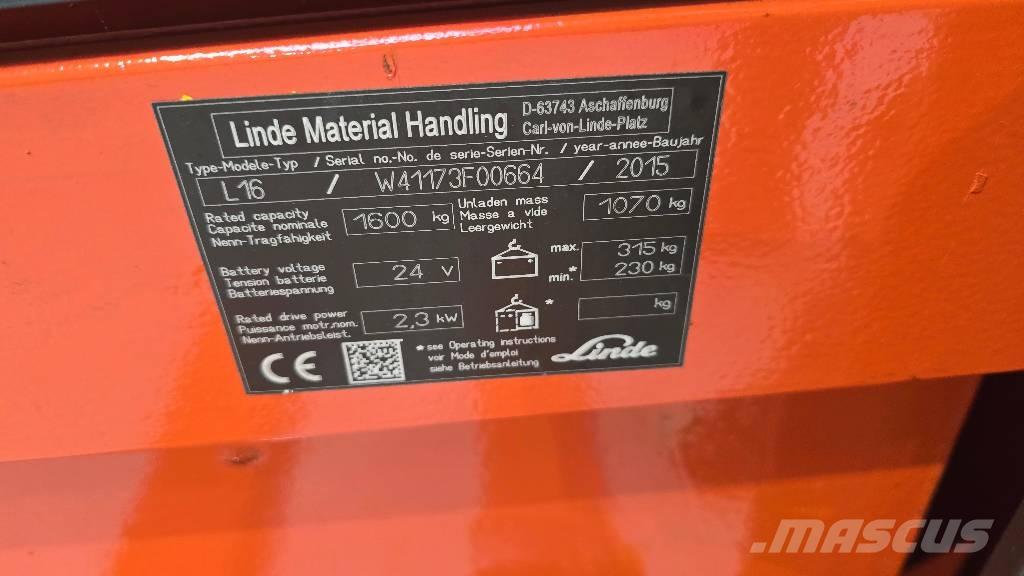 Linde Material Handling
D-63743 Aschaffenburg
Carl-von-Linde-Platz
Type-Modele-Typ / Serial no.-No. de serie-Serien-Nr. / year-annee-Baujahr
L16 / W41173F00664 / 2015
Rated capacity
Capacite nominale
Nenn-Tragfahigkeit
1600 kg
Unladen mass
Masse a vide
Leergewicht
1070 kg
Battery voltage
Tension batterie
Batteriespannung
24 V
max. 315 kg
min.* 230 kg
Rated drive power
Puissance motr.nom.
Nenn-Antriebsleist.
2,3 kW
* kg
CE
*see Operating instructions
voir Mode d'emploi
siehe Betriebsanleitung
Linde
MASCUS